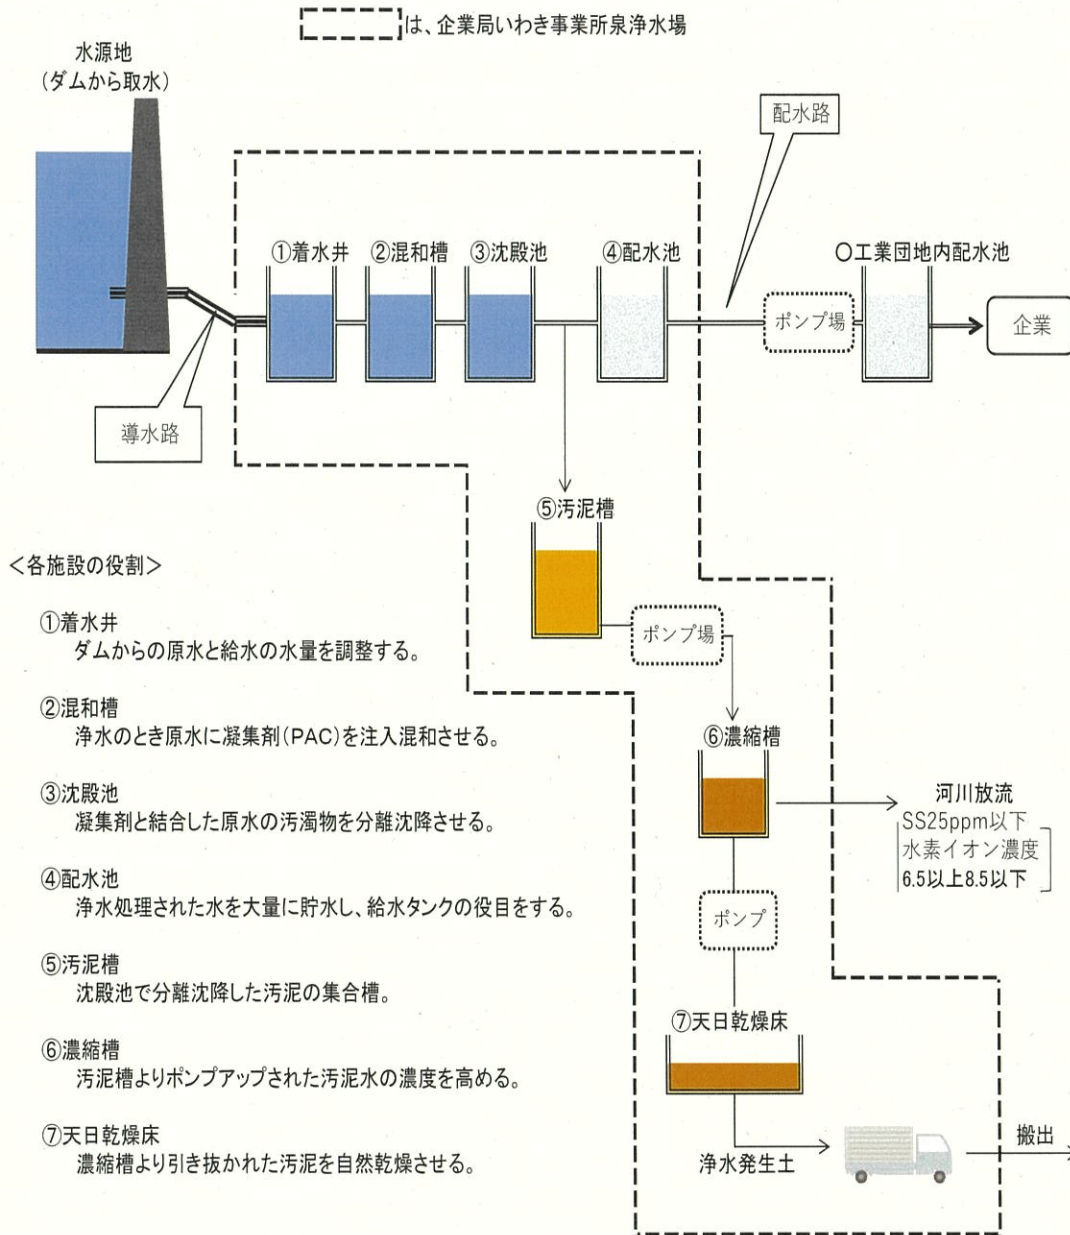 は、企業局いわき事業所泉浄水場
水源地
(ダムから取水)
配水路
①着水井
②混和槽
③沈殿池
④配水池
〇工業団地内配水池
ポンプ場
企業
導水路
⑤汚泥槽
ポンプ場
⑥濃縮槽
河川放流
SS25ppm以下
水素イオン濃度
6.5以上8.5以下
ポンプ
⑦天日乾燥床
浄水発生土
搬出
<各施設の役割>
①着水井
ダムからの原水と給水の水量を調整する。
②混和槽
浄水のとき原水に凝集剤(PAC)を注入混和させる。
③沈殿池
凝集剤と結合した原水の汚濁物を分離沈降させる。
④配水池
浄水処理された水を大量に貯水し、給水タンクの役目をする。
⑤汚泥槽
沈殿池で分離沈降した汚泥の集合槽。
⑥濃縮槽
汚泥槽よりポンプアップされた汚泥水の濃度を高める。
⑦天日乾燥床
濃縮槽より引き抜かれた汚泥を自然乾燥させる。